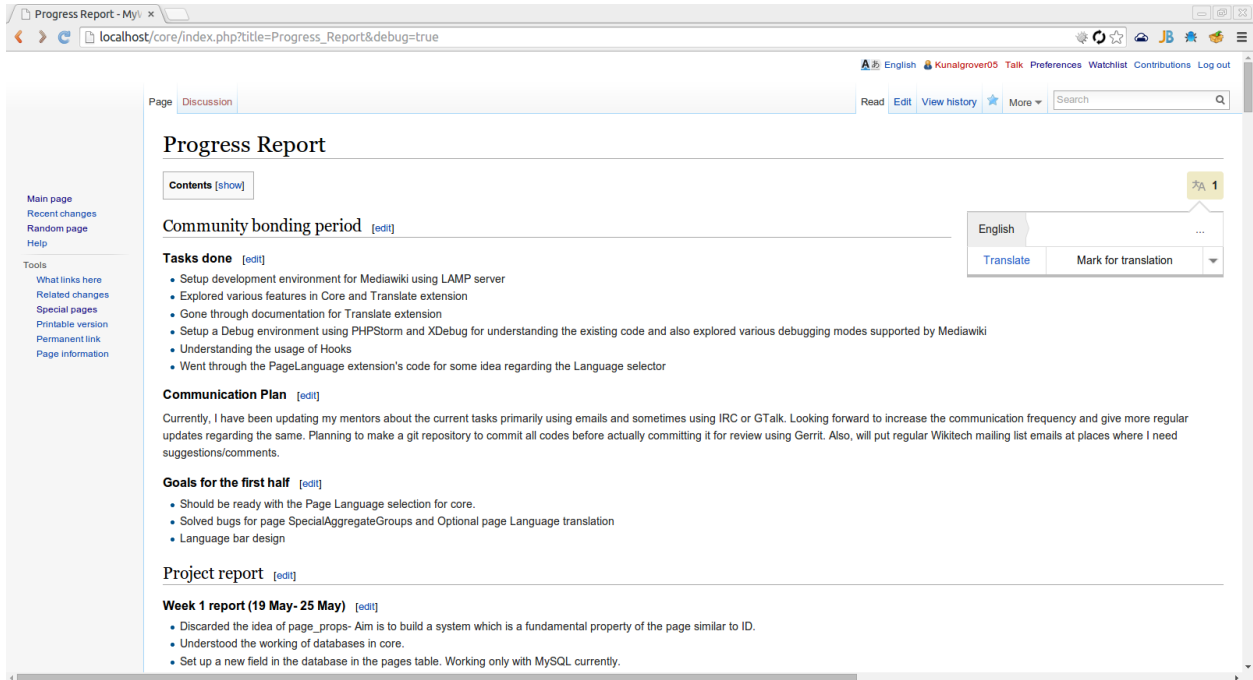 Progress Report - My
localhost/core/index.php?title=Progress_Report&debug=true
JB
Aあ English Kunalgrover05 Talk Preferences Watchlist Contributions Log out
Page Discussion
Read Edit View history More Search
Progress Report
Contents [show]
文A 1
Main page
Recent changes
Random page
Help
Tools
What links here
Related changes
Special pages
Printable version
Permanent link
Page information
English ...
Translate Mark for translation
Community bonding period [edit]
Tasks done [edit]
• Setup development environment for Mediawiki using LAMP server
• Explored various features in Core and Translate extension
• Gone through documentation for Translate extension
• Setup a Debug environment using PHPStorm and XDebug for understanding the existing code and also explored various debugging modes supported by Mediawiki
• Understanding the usage of Hooks
• Went through the PageLanguage extension's code for some idea regarding the Language selector
Communication Plan [edit]
Currently, I have been updating my mentors about the current tasks primarily using emails and sometimes using IRC or GTalk. Looking forward to increase the communication frequency and give more regular
updates regarding the same. Planning to make a git repository to commit all codes before actually committing it for review using Gerrit. Also, will put regular Wikitech mailing list emails at places where I need
suggestions/comments.
Goals for the first half [edit]
• Should be ready with the Page Language selection for core.
• Solved bugs for page SpecialAggregateGroups and Optional page Language translation
• Language bar design
Project report [edit]
Week 1 report (19 May- 25 May) [edit]
• Discarded the idea of page_props- Aim is to build a system which is a fundamental property of the page similar to ID.
• Understood the working of databases in core.
• Set up a new field in the database in the pages table. Working only with MySQL currently.